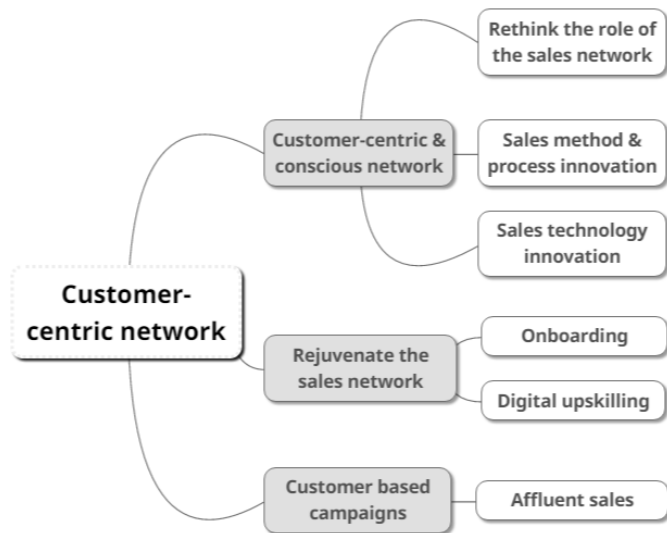 Rethink the role of
the sales network
Customer-centric &
conscious network
Sales method &
process innovation
Sales technology
innovation
Customer-
centric network
Rejuvenate the
sales network
Onboarding
Digital upskilling
Customer based
campaigns
Affluent sales